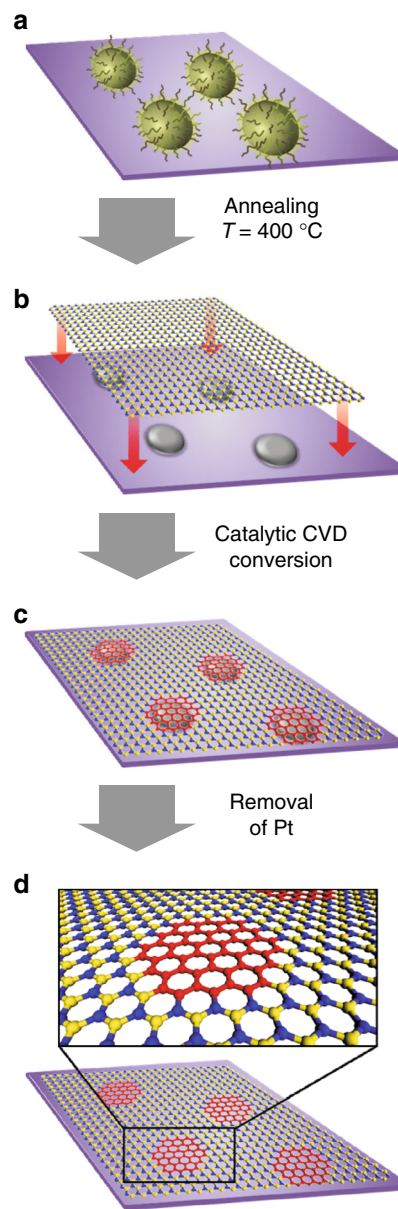 a
Annealing
T = 400 °C
b
Catalytic CVD
conversion
c
Removal
of Pt
d